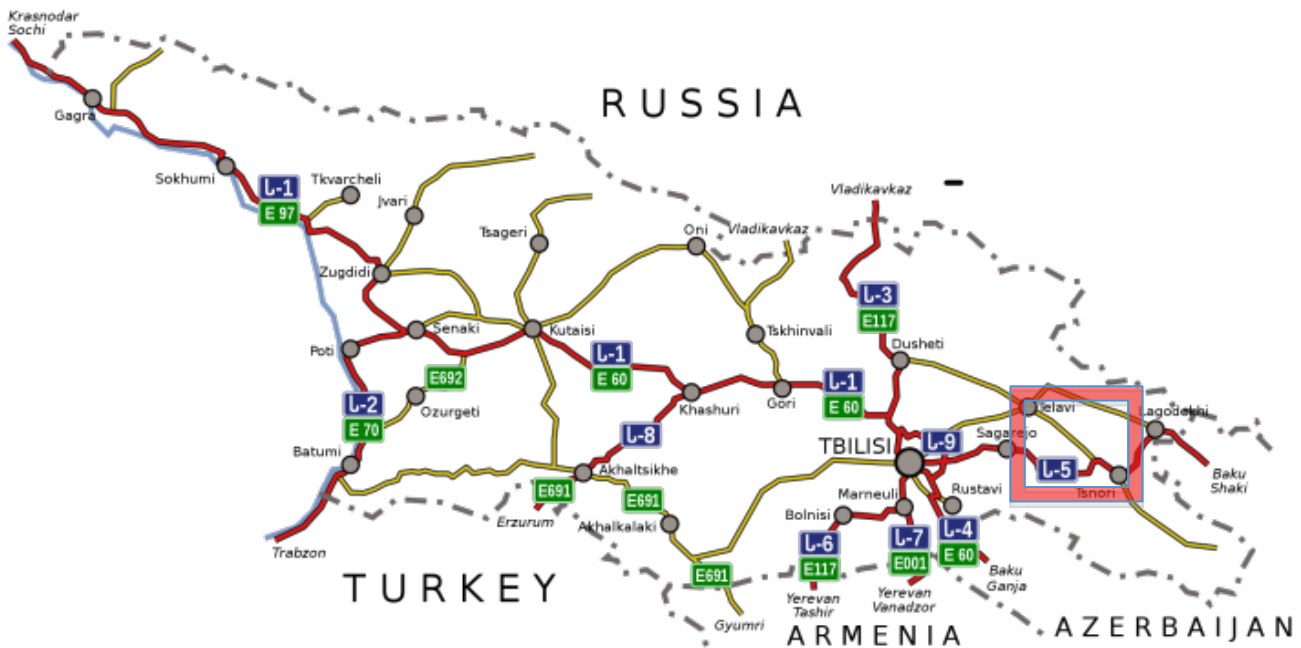 Krasnodar
Sochi
Gagra
RUSSIA
Sokhumi
ს-1
E 97
Tkvarcheli
Jvari
Tsageri
Oni
Vladikavkaz
Vladikavkaz
Zugdidi
ს-3
E117
Senaki
Kutaisi
Tskhinvali
Dusheti
Poti
ს-1
E 60
E692
Ozurgeti
ს-2
E 70
Khashuri
Gori
ს-1
E 60
Telavi
Lagodekhi
Batumi
ს-8
TBILISI
ს-9
Sagarejo
ს-5
Baku
Shaki
Akhaltsikhe
E691
E691
Erzurum
Akhalkalaki
Marneuli
Rustavi
Tsnori
Bolnisi
Trabzon
ს-6
E117
ს-7
E001
ს-4
E 60
TURKEY
E691
Yerevan
Tashir
Yerevan
Vanadzor
Baku
Ganja
Gyumri
ARMENIA
AZERBAIJAN